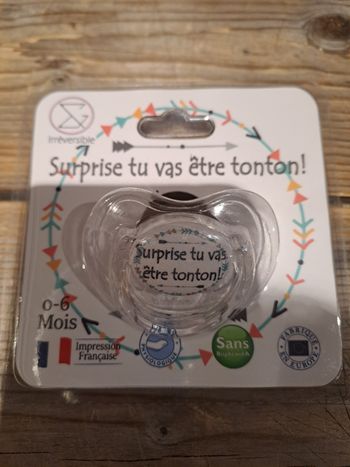 Irréversible
Surprise tu vas être tonton!
Surprise tu vas
être tonton!
0-6
Mois
Impression
Française
PHYSIOLOGIQUE
Sans
Bisphénol A
FABRIQUÉ
EN EUROPE